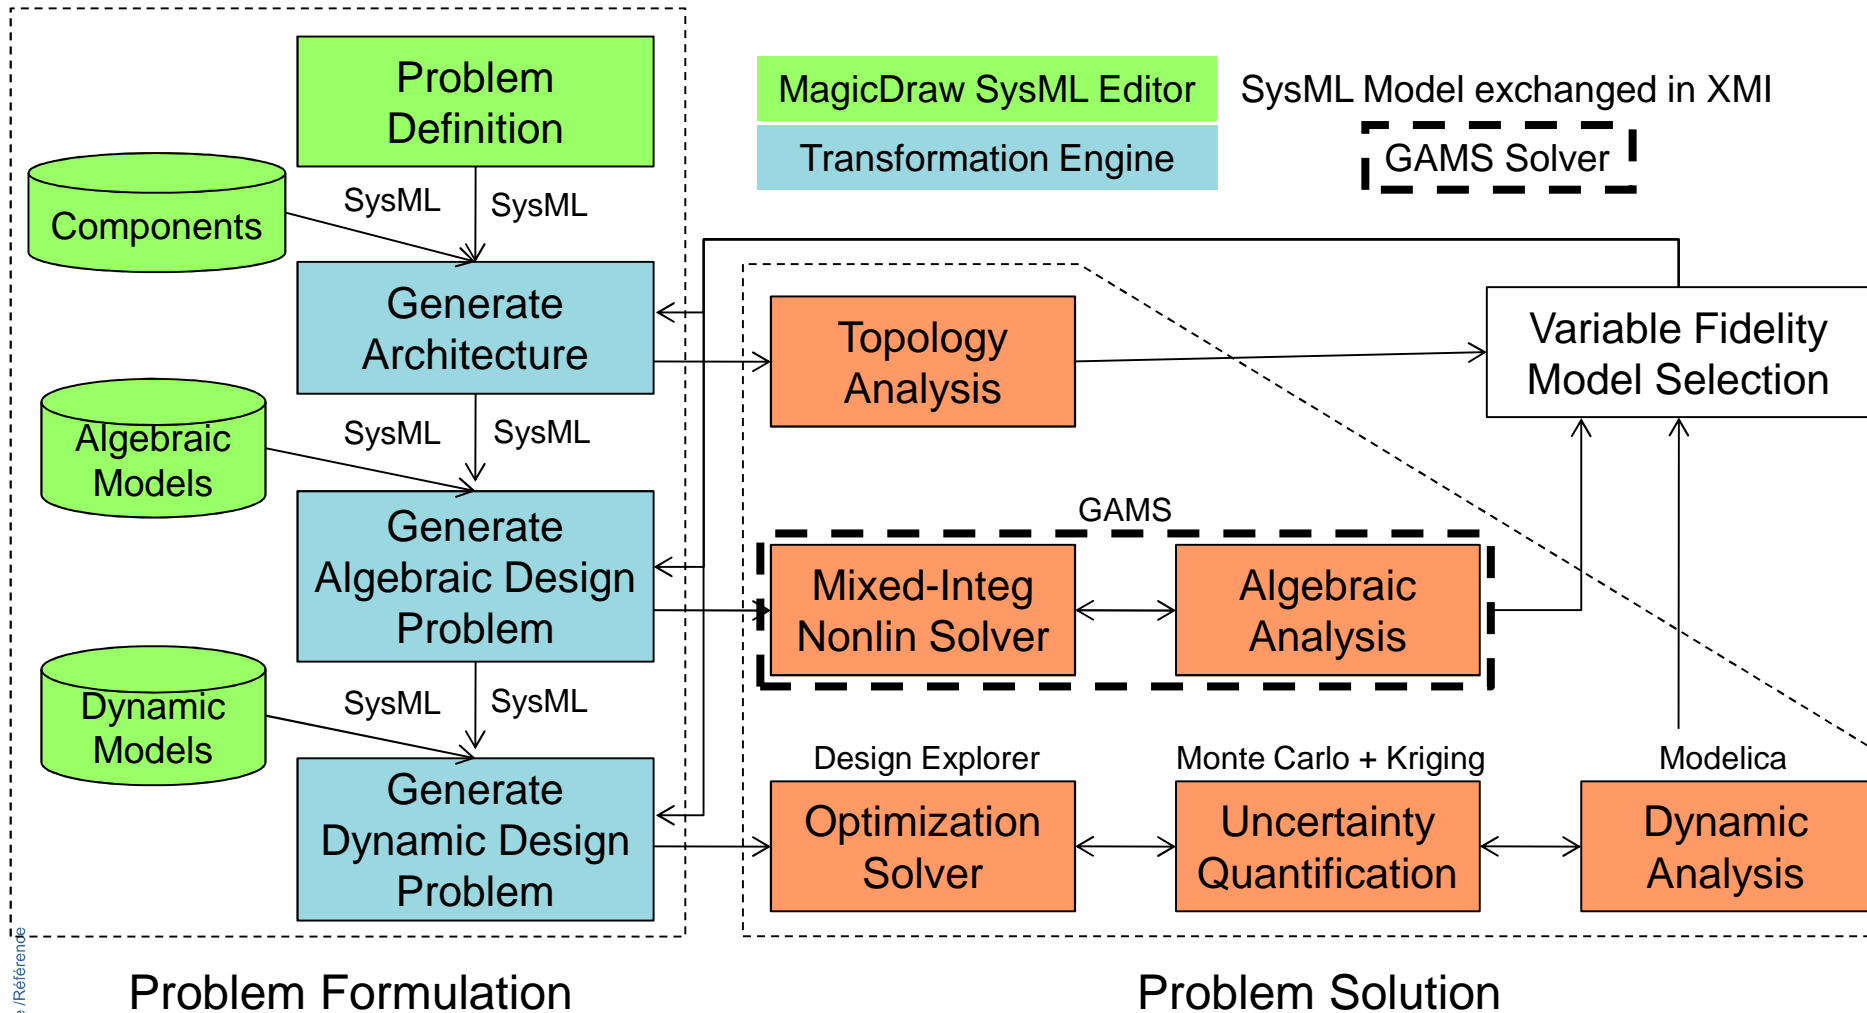 Problem
Definition
MagicDraw SysML Editor
SysML Model exchanged in XMI
Transformation Engine
GAMS Solver
Components
SysML
SysML
Generate
Architecture
Topology
Analysis
Variable Fidelity
Model Selection
Algebraic
Models
SysML
SysML
Generate
Algebraic Design
Problem
GAMS
Mixed-Integ
Nonlin Solver
Algebraic
Analysis
Dynamic
Models
SysML
SysML
Generate
Dynamic Design
Problem
Design Explorer
Optimization
Solver
Monte Carlo + Kriging
Uncertainty
Quantification
Modelica
Dynamic
Analysis
/Référende
Problem Formulation
Problem Solution